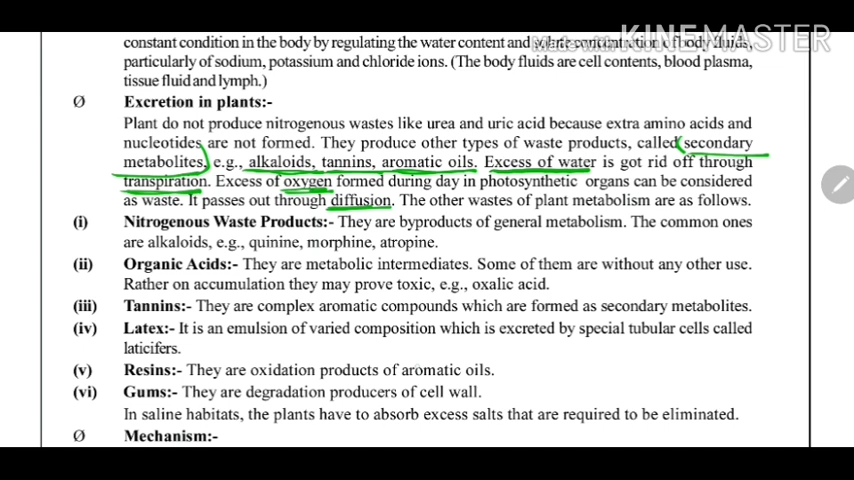 Made with KINEMASTER
constant condition in the body by regulating the water content and solute concentration of body fluids,
particularly of sodium, potassium and chloride ions. (The body fluids are cell contents, blood plasma,
tissue fluid and lymph.)
Ø Excretion in plants:-
Plant do not produce nitrogenous wastes like urea and uric acid because extra amino acids and
nucleotides are not formed. They produce other types of waste products, called secondary
metabolites, e.g., alkaloids, tannins, aromatic oils. Excess of water is got rid off through
transpiration. Excess of oxygen formed during day in photosynthetic organs can be considered
as waste. It passes out through diffusion. The other wastes of plant metabolism are as follows.
(i) Nitrogenous Waste Products:- They are byproducts of general metabolism. The common ones
are alkaloids, e.g., quinine, morphine, atropine.
(ii) Organic Acids:- They are metabolic intermediates. Some of them are without any other use.
Rather on accumulation they may prove toxic, e.g., oxalic acid.
(iii) Tannins:- They are complex aromatic compounds which are formed as secondary metabolites.
(iv) Latex:- It is an emulsion of varied composition which is excreted by special tubular cells called
laticifers.
(v) Resins:- They are oxidation products of aromatic oils.
(vi) Gums:- They are degradation producers of cell wall.
In saline habitats, the plants have to absorb excess salts that are required to be eliminated.
Ø Mechanism:-